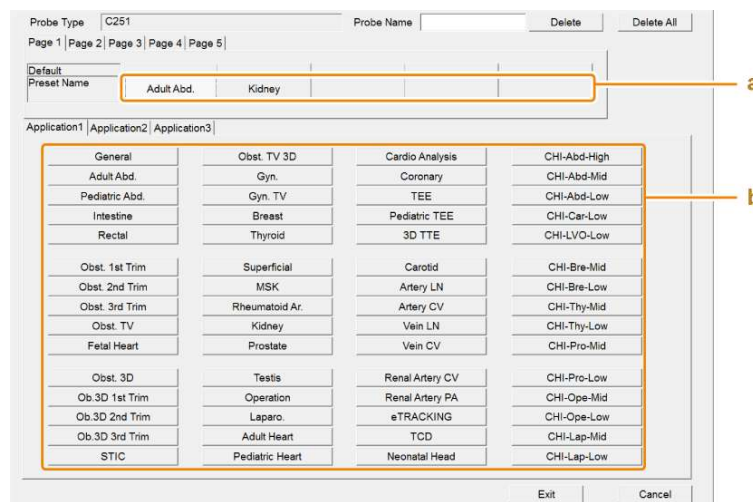 Probe Type C251 Probe Name Delete Delete All
Page 1 Page 2 Page 3 Page 4 Page 5
Default
Preset Name Adult Abd. Kidney
a
Application1 Application2 Application3
General Obst. TV 3D Cardio Analysis CHI-Abd-High
Adult Abd. Gyn. Coronary CHI-Abd-Mid
Pediatric Abd. Gyn. TV TEE CHI-Abd-Low
b
Intestine Breast Pediatric TEE CHI-Car-Low
Rectal Thyroid 3D TTE CHI-LVO-Low
Obst. 1st Trim Superficial Carotid CHI-Bre-Mid
Obst. 2nd Trim MSK Artery LN CHI-Bre-Low
Obst. 3rd Trim Rheumatoid Ar. Artery CV CHI-Thy-Mid
Obst. TV Kidney Vein LN CHI-Thy-Low
Fetal Heart Prostate Vein CV CHI-Pro-Mid
Obst. 3D Testis Renal Artery CV CHI-Pro-Low
Ob.3D 1st Trim Operation Renal Artery PA CHI-Ope-Mid
Ob.3D 2nd Trim Laparo. eTRACKING CHI-Ope-Low
Ob.3D 3rd Trim Adult Heart TCD CHI-Lap-Mid
STIC Pediatric Heart Neonatal Head CHI-Lap-Low
Exit Cancel